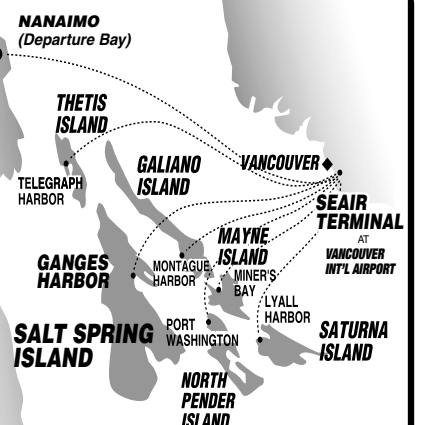 NANAIMO
(Departure Bay)
THETIS
ISLAND
TELEGRAPH
HARBOR
GALIANO
ISLAND
VANCOUVER
SEAIR
TERMINAL
AT
VANCOUVER
INT'L AIRPORT
MAYNE
ISLAND
GANGES
HARBOR
MONTAGUE
HARBOR
MINER'S
BAY
LYALL
HARBOR
SALT SPRING
ISLAND
PORT
WASHINGTON
SATURNA
ISLAND
NORTH
PENDER
ISLAND